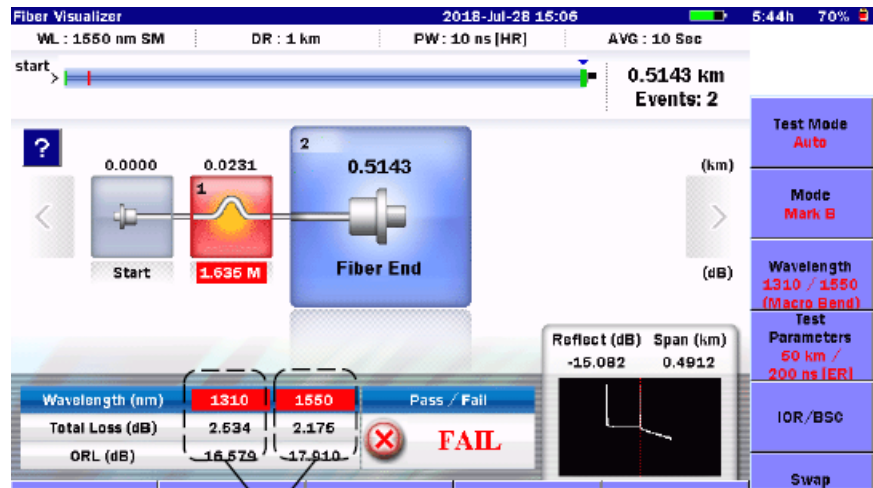 Fiber Visualizer 2018-Jul-28 15:06 5:44h 70%
WL : 1550 nm SM DR : 1 km PW : 10 ns [HR] AVG : 10 Sec
start
>
0.5143 km
Events: 2
?
0.0000 0.0231 0.5143 (km)
1
2
<
>
Start 1.635 M Fiber End (dB)
Reflect (dB) Span (km)
-15.082 0.4912
Wavelength (nm) 1310 1550 Pass / Fail
Total Loss (dB) 2.534 2.175 FAIL
ORL (dB) 16.579 17.910
Test Mode
Auto
Mode
Mark B
Wavelength
1310 / 1550
(Macro Bend)
Test
Parameters
50 km /
200 ns [ER]
IOR/BSC
Swap